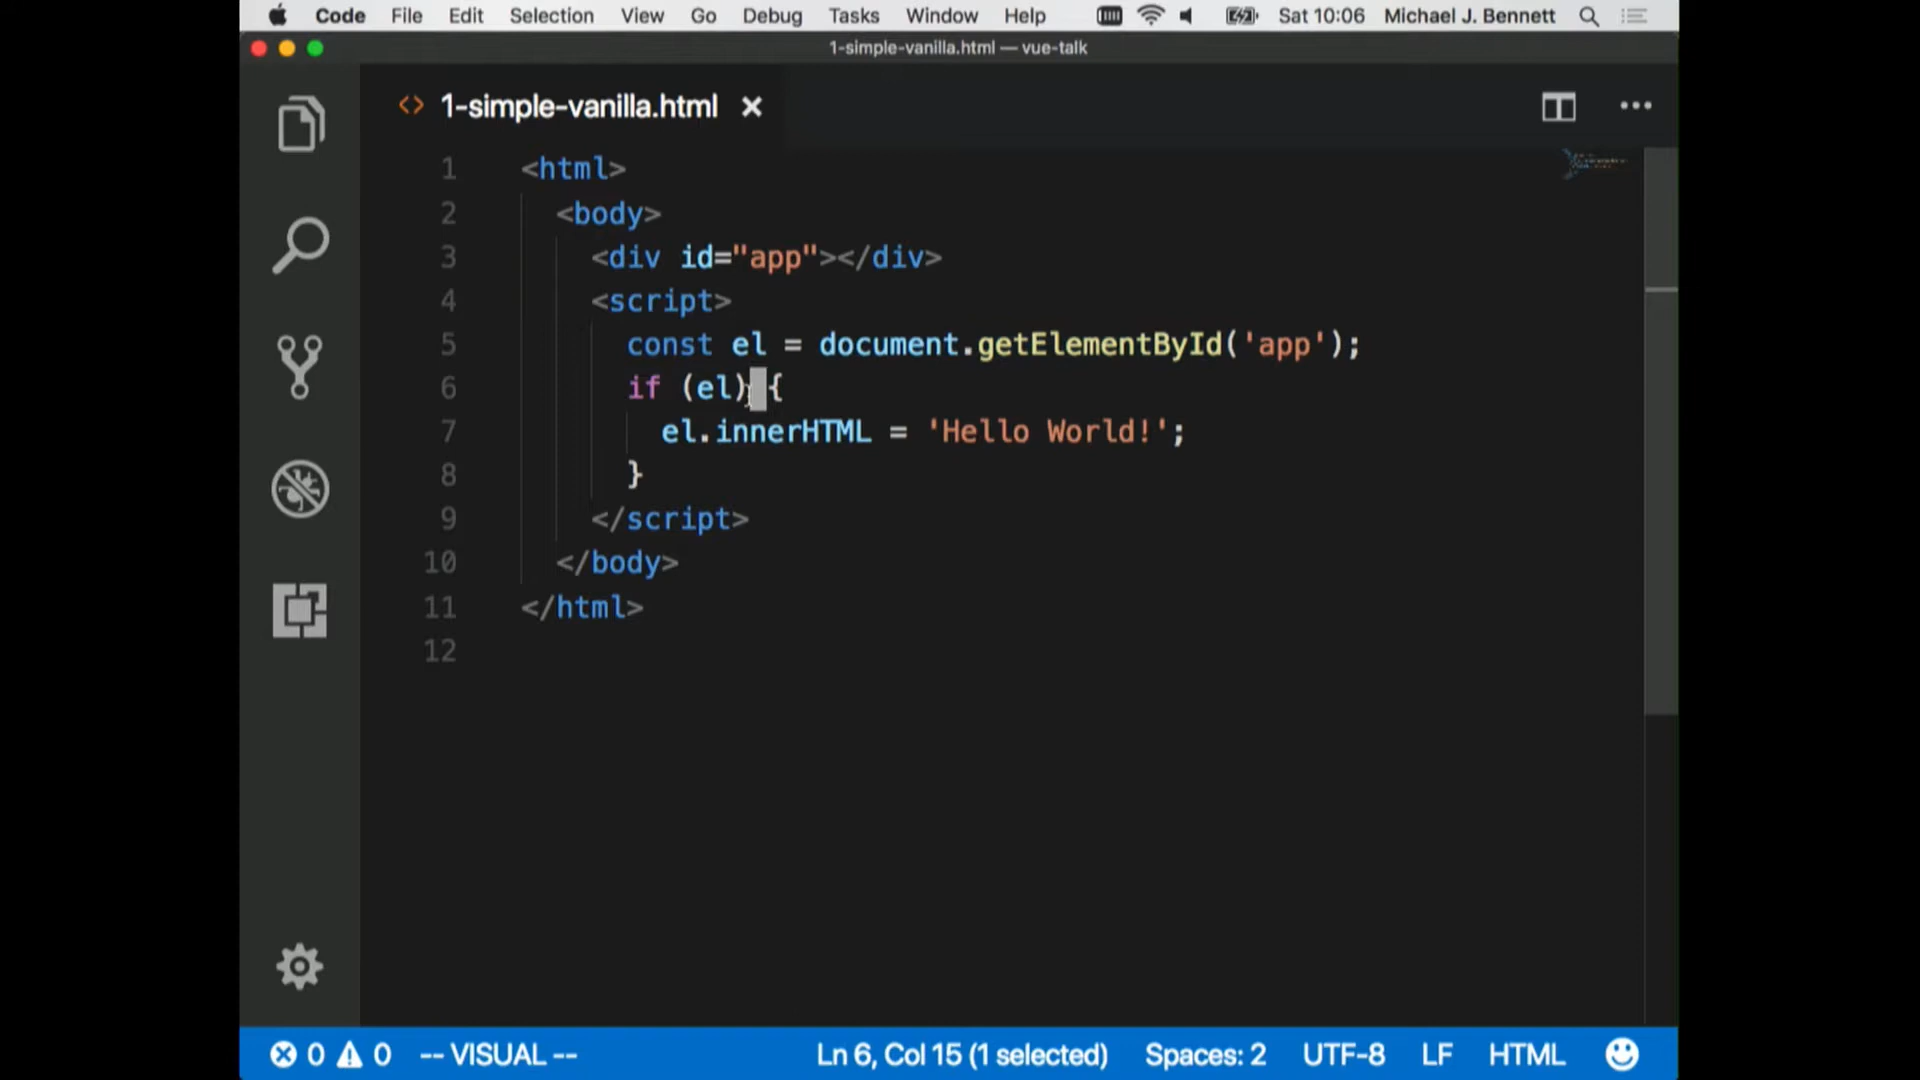 Code File Edit Selection View Go Debug Tasks Window Help Sat 10:06 Michael J. Bennett
1-simple-vanilla.html — vue-talk
<> 1-simple-vanilla.html
1 <html>
2 <body>
3 <div id="app"></div>
4 <script>
5 const el = document.getElementById('app');
6 if (el) {
7 el.innerHTML = 'Hello World!';
8 }
9 </script>
10 </body>
11 </html>
12
0 0 -- VISUAL -- Ln 6, Col 15 (1 selected) Spaces: 2 UTF-8 LF HTML